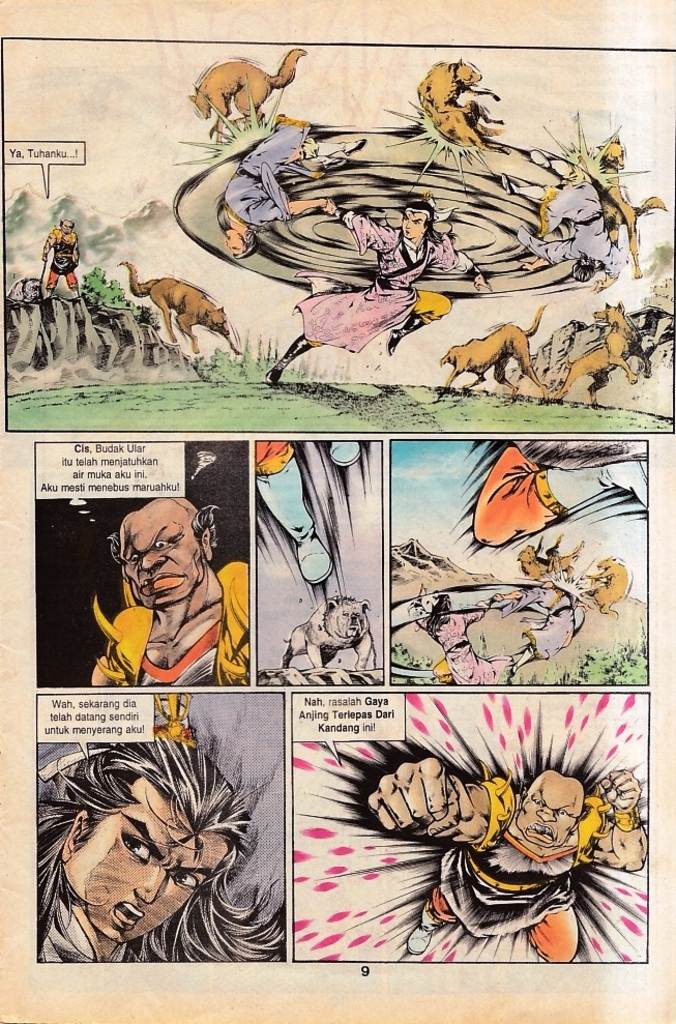 Ya, Tuhanku...!
Cis, Budak Ular
itu telah menjatuhkan
air muka aku ini.
Aku mesti menebus maruahku!
Wah, sekarang dia
telah datang sendiri
untuk menyerang aku!
Nah, rasalah Gaya
Anjing Terlepas Dari
Kandang ini!
9